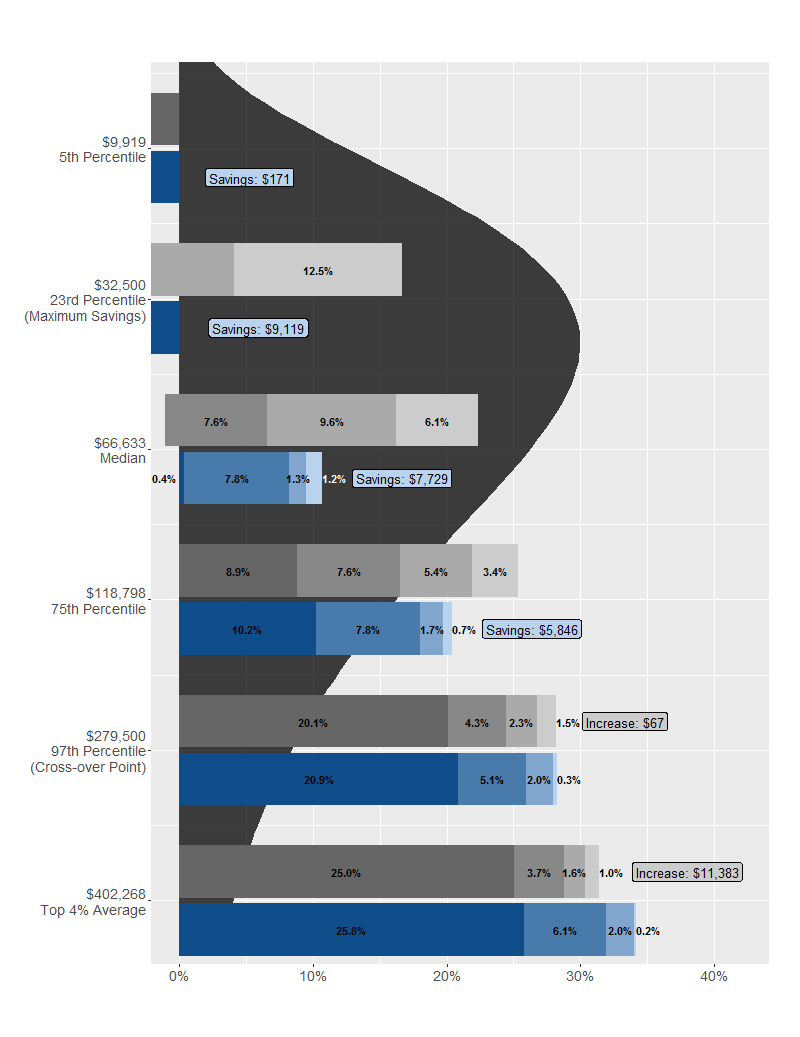 $9,919
5th Percentile
Savings: $171
12.5%
$32,500
23rd Percentile
(Maximum Savings)
Savings: $9,119
7.6% 9.6% 6.1%
$66,633
Median
0.4% 7.8% 1.3% 1.2% Savings: $7,729
8.9% 7.6% 5.4% 3.4%
$118,798
75th Percentile
10.2% 7.8% 1.7% 0.7% Savings: $5,846
20.1% 4.3% 2.3% 1.5% Increase: $67
$279,500
97th Percentile
(Cross-over Point)
20.9% 5.1% 2.0% 0.3%
25.0% 3.7% 1.6% 1.0% Increase: $11,383
$402,268
Top 4% Average
25.8% 6.1% 2.0% 0.2%
0% 10% 20% 30% 40%